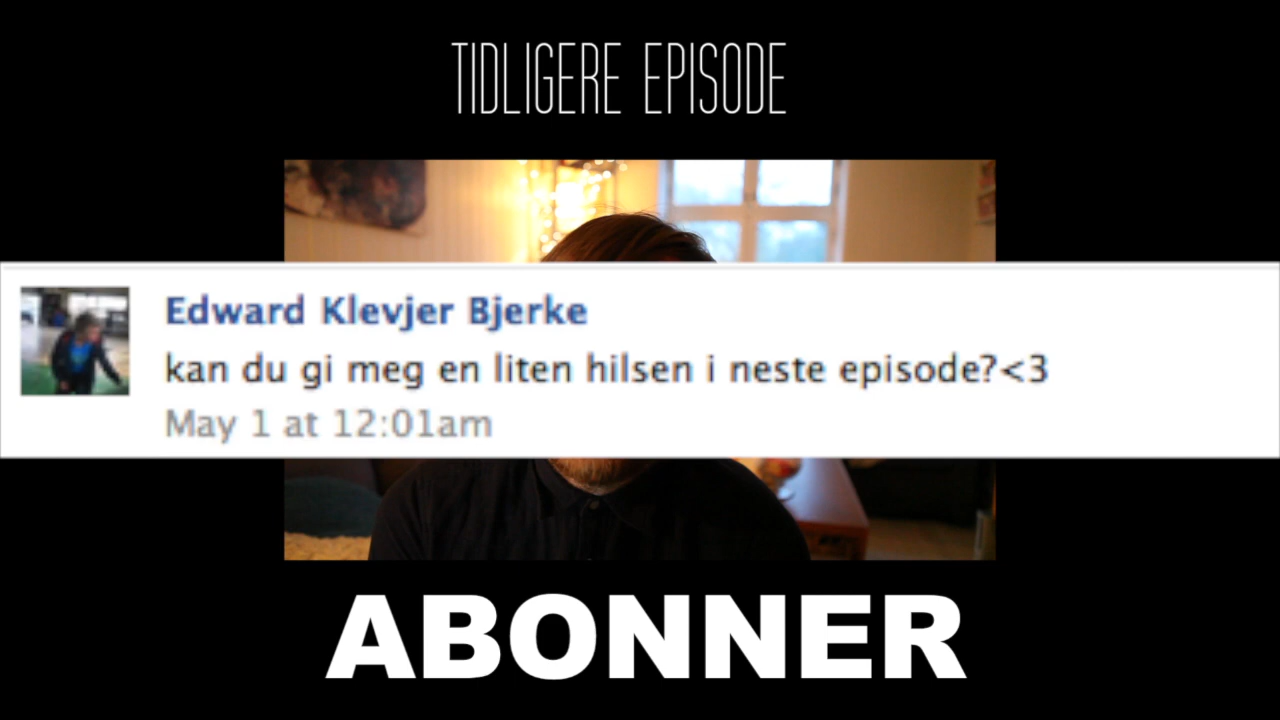 TIDLIGERE EPISODE
Edward Klevjer Bjerke
kan du gi meg en liten hilsen i neste episode?<3
May 1 at 12:01am
ABONNER